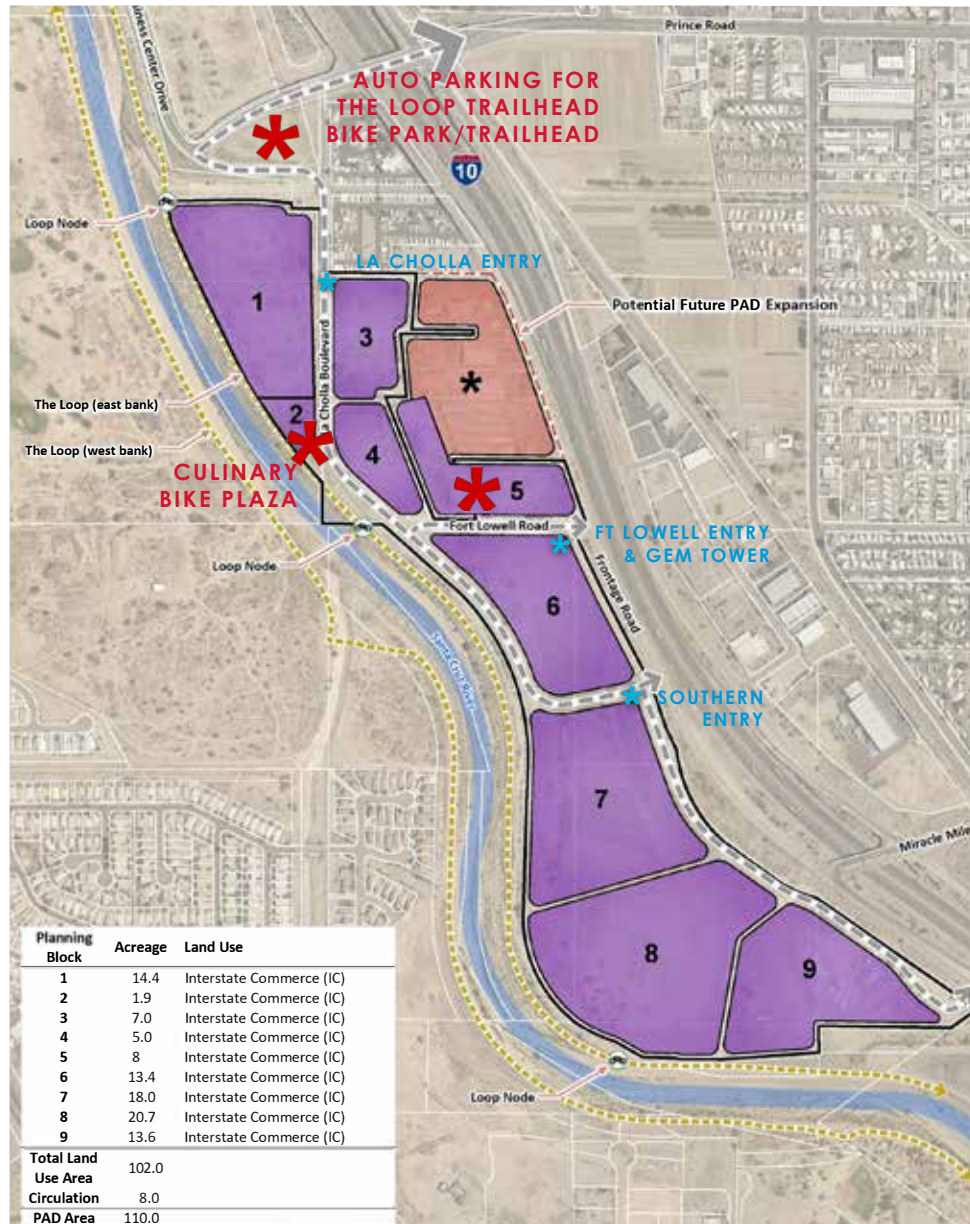 iness Center Drive
Prince Road
AUTO PARKING FOR
THE LOOP TRAILHEAD
BIKE PARK/TRAILHEAD
10
Loop Node
LA CHOLLA ENTRY
Potential Future PAD Expansion
1
3
*
a Cholla Boulevard
The Loop (east bank)
2
The Loop (west bank)
4
CULINARY
BIKE PLAZA
5
Fort Lowell Road
FT LOWELL ENTRY
& GEM TOWER
Loop Node
Frontage Road
6
Santa Cruz River
SOUTHERN
ENTRY
7
Miracle Mile
8
9
Loop Node
Planning
Block Acreage Land Use
1 14.4 Interstate Commerce (IC)
2 1.9 Interstate Commerce (IC)
3 7.0 Interstate Commerce (IC)
4 5.0 Interstate Commerce (IC)
5 8 Interstate Commerce (IC)
6 13.4 Interstate Commerce (IC)
7 18.0 Interstate Commerce (IC)
8 20.7 Interstate Commerce (IC)
9 13.6 Interstate Commerce (IC)
Total Land
Use Area 102.0
Circulation 8.0
PAD Area 110.0